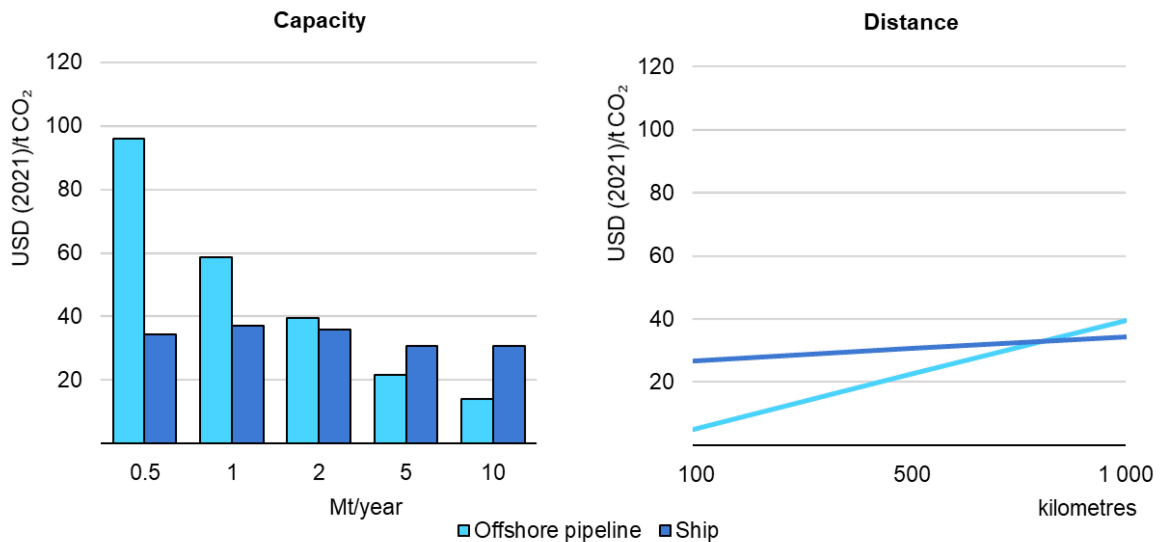 Capacity
USD (2021)/t CO₂
120
100
80
60
40
20
0.5 1 2 5 10
Mt/year
Distance
USD (2021)/t CO₂
120
100
80
60
40
20
100 500 1 000
kilometres
Offshore pipeline Ship